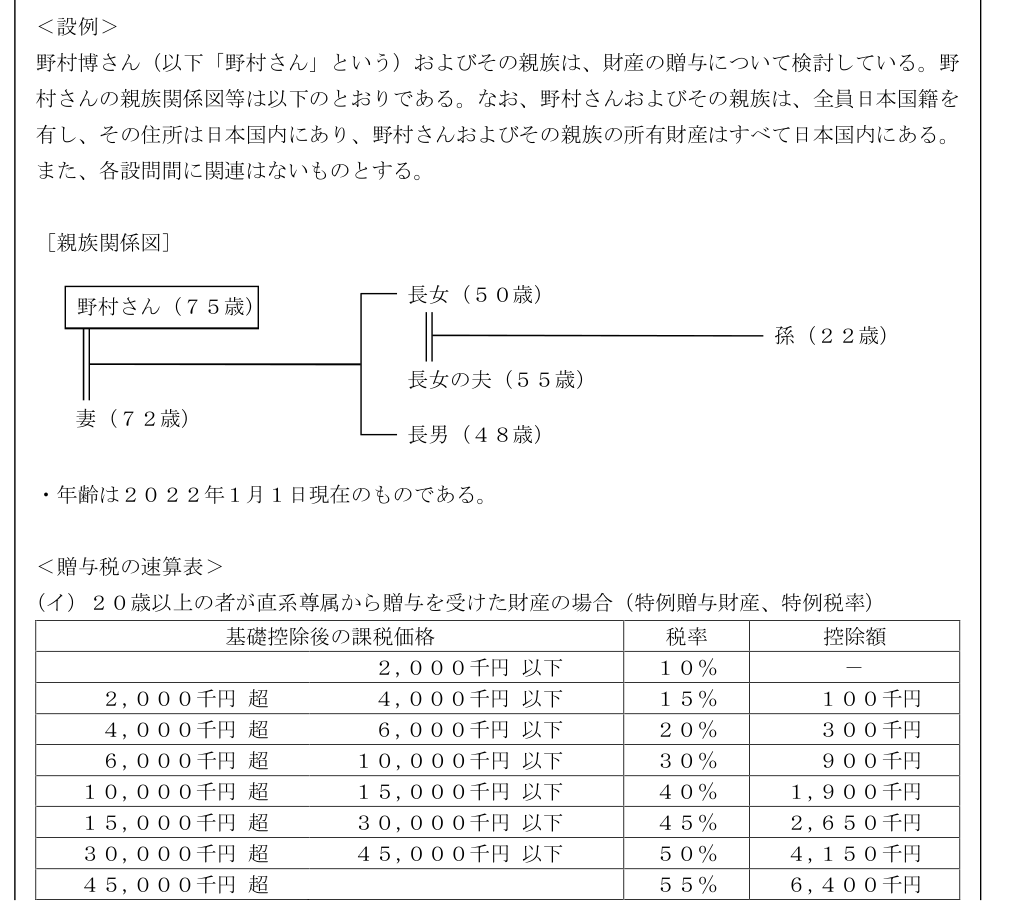 ＜設例＞
野村博さん（以下「野村さん」という）およびその親族は、財産の贈与について検討している。野
村さんの親族関係図等は以下のとおりである。なお、野村さんおよびその親族は、全員日本国籍を
有し、その住所は日本国内にあり、野村さんおよびその親族の所有財産はすべて日本国内にある。
また、各設問間に関連はないものとする。
［親族関係図］
野村さん（７５歳）
長女（５０歳）
孫（２２歳）
長女の夫（５５歳）
妻（７２歳）
長男（４８歳）
・年齢は２０２２年１月１日現在のものである。
＜贈与税の速算表＞
（イ）２０歳以上の者が直系尊属から贈与を受けた財産の場合（特例贈与財産、特例税率）
基礎控除後の課税価格 税率 控除額
２，０００千円 以下 １０％ －
２，０００千円 超 ４，０００千円 以下 １５％ １００千円
４，０００千円 超 ６，０００千円 以下 ２０％ ３００千円
６，０００千円 超 １０，０００千円 以下 ３０％ ９００千円
１０，０００千円 超 １５，０００千円 以下 ４０％ １，９００千円
１５，０００千円 超 ３０，０００千円 以下 ４５％ ２，６５０千円
３０，０００千円 超 ４５，０００千円 以下 ５０％ ４，１５０千円
４５，０００千円 超 ５５％ ６，４００千円